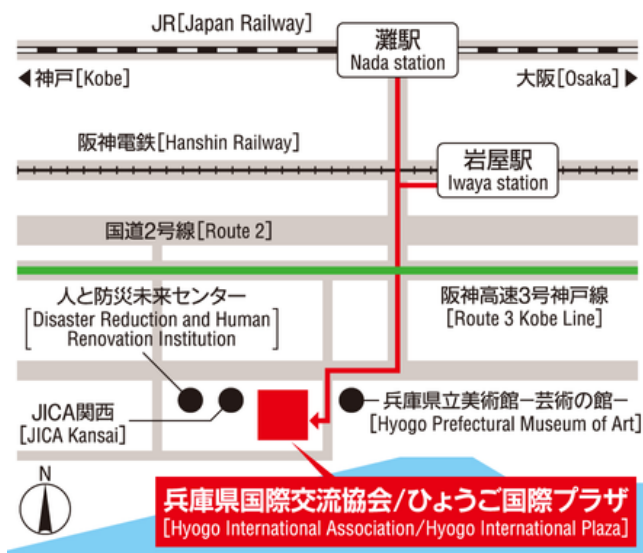 JR[Japan Railway]
灘駅
Nada station
◀神戸[Kobe]
大阪[Osaka]▶
阪神電鉄[Hanshin Railway]
岩屋駅
Iwaya station
国道2号線[Route 2]
人と防災未来センター
[Disaster Reduction and Human
Renovation Institution]
阪神高速3号神戸線
[Route 3 Kobe Line]
JICA関西
[JICA Kansai]
兵庫県立美術館−芸術の館−
[Hyogo Prefectural Museum of Art]
N
兵庫県国際交流協会/ひょうご国際プラザ
[Hyogo International Association/Hyogo International Plaza]